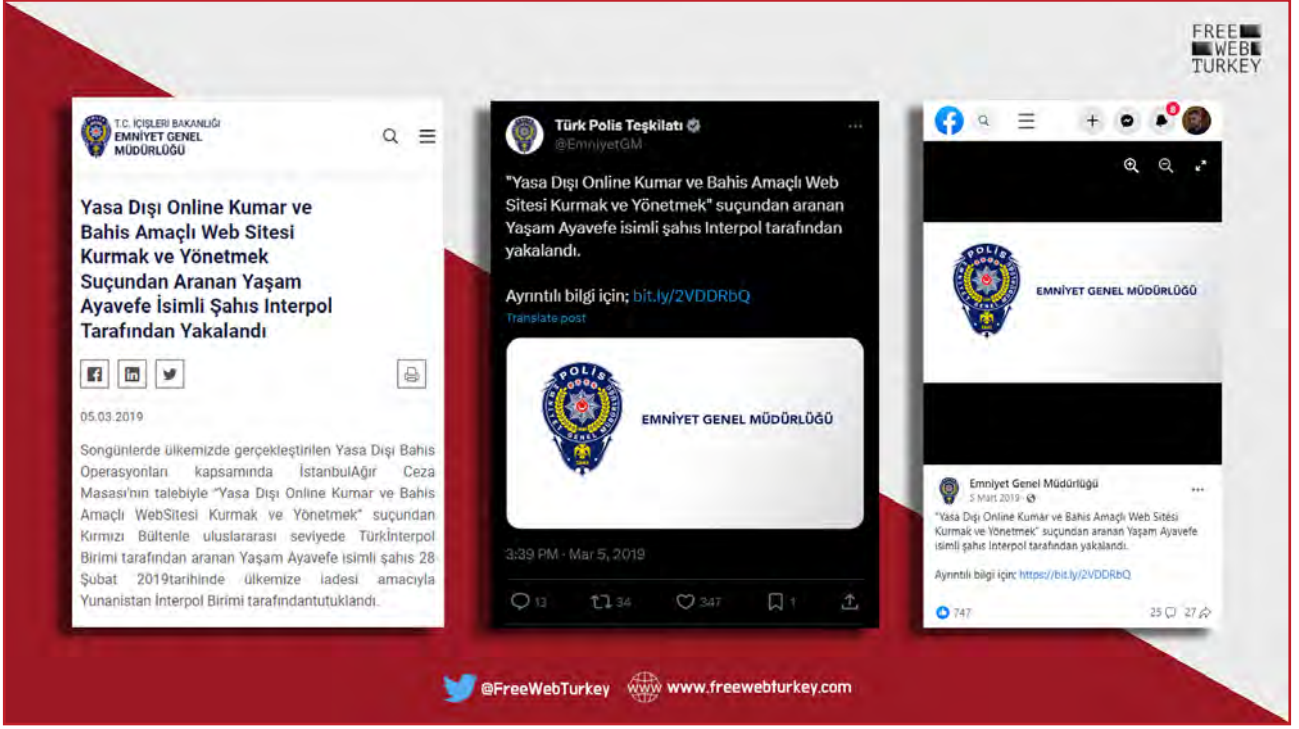 FREE
WEB
TURKEY
T.C. İÇİŞLERİ BAKANLIĞI
EMNİYET GENEL
MÜDÜRLÜĞÜ
Yasa Dışı Online Kumar ve
Bahis Amaçlı Web Sitesi
Kurmak ve Yönetmek
Suçundan Aranan Yaşam
Ayavefe İsimli Şahıs Interpol
Tarafından Yakalandı
05.03.2019
Songünlerde ülkemizde gerçekleştirilen Yasa Dışı Bahis
Operasyonları kapsamında İstanbulAğır Ceza
Masası'nın talebiyle "Yasa Dışı Online Kumar ve Bahis
Amaçlı WebSitesi Kurmak ve Yönetmek" suçundan
Kırmızı Bültenle uluslararası seviyede Türkİnterpol
Birimi tarafından aranan Yaşam Ayavefe isimli şahıs 28
Şubat 2019tarihinde ülkemize iadesi amacıyla
Yunanistan İnterpol Birimi tarafındantutuklandı.
Türk Polis Teşkilatı
@EmniyetGM
"Yasa Dışı Online Kumar ve Bahis Amaçlı Web
Sitesi Kurmak ve Yönetmek" suçundan aranan
Yaşam Ayavefe isimli şahıs Interpol tarafından
yakalandı.
Ayrıntılı bilgi için; bit.ly/2VDDRbQ
Translate post
POLİS
EMNİYET GENEL MÜDÜRLÜĞÜ
3:39 PM · Mar 5, 2019
13
34
347
1
8
POLİS
EMNİYET GENEL MÜDÜRLÜĞÜ
Emniyet Genel Müdürlüğü
5 Mart 2019
"Yasa Dışı Online Kumar ve Bahis Amaçlı Web Sitesi
Kurmak ve Yönetmek" suçundan aranan Yaşam Ayavefe
isimli şahıs Interpol tarafından yakalandı.
Ayrıntılı bilgi için; https://bit.ly/2VDDRbQ
747
25
27
@FreeWebTurkey
www
www.freewebturkey.com